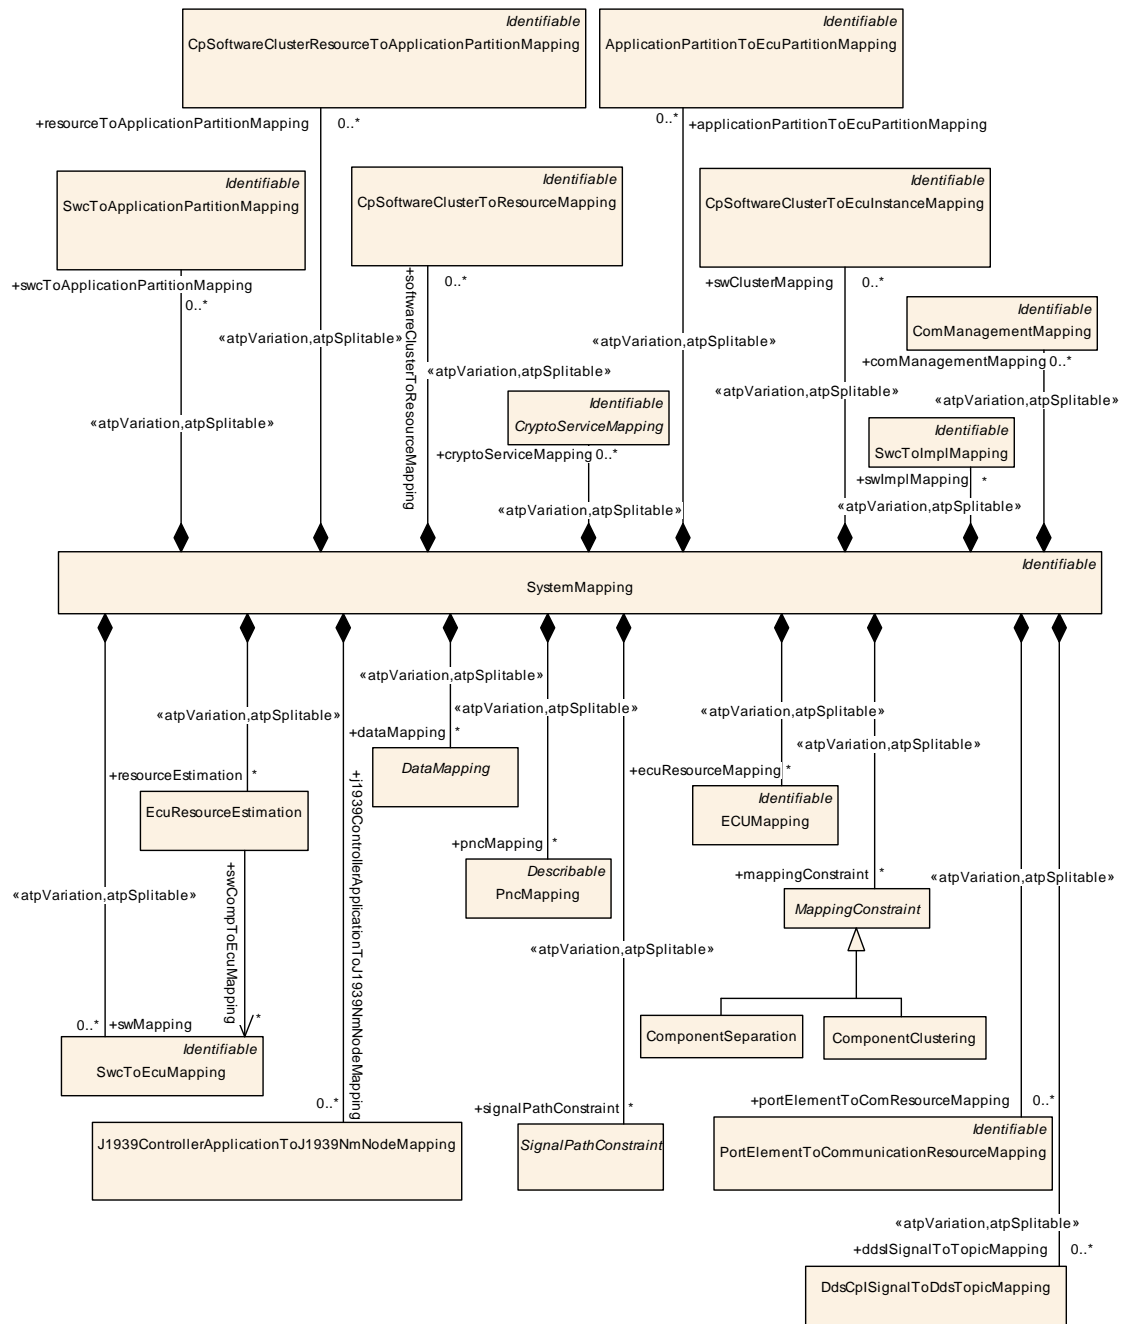 Identifiable
CpSoftwareClusterResourceToApplicationPartitionMapping
Identifiable
ApplicationPartitionToEcuPartitionMapping
+resourceToApplicationPartitionMapping
0..*
0..*
+applicationPartitionToEcuPartitionMapping
Identifiable
SwcToApplicationPartitionMapping
Identifiable
CpSoftwareClusterToResourceMapping
Identifiable
CpSoftwareClusterToEcuInstanceMapping
+swcToApplicationPartitionMapping
0..*
+softwareClusterToResourceMapping
0..*
+swClusterMapping
0..*
Identifiable
ComManagementMapping
+comManagementMapping
0..*
«atpVariation,atpSplitable»
«atpVariation,atpSplitable»
«atpVariation,atpSplitable»
«atpVariation,atpSplitable»
«atpVariation,atpSplitable»
Identifiable
CryptoServiceMapping
«atpVariation,atpSplitable»
Identifiable
SwcToImplMapping
+cryptoServiceMapping
0..*
+swImplMapping
*
«atpVariation,atpSplitable»
«atpVariation,atpSplitable»
Identifiable
SystemMapping
«atpVariation,atpSplitable»
«atpVariation,atpSplitable»
«atpVariation,atpSplitable»
«atpVariation,atpSplitable»
«atpVariation,atpSplitable»
+dataMapping
*
DataMapping
+resourceEstimation
*
EcuResourceEstimation
+j1939ControllerApplicationToJ1939NmNodeMapping
+ecuResourceMapping
*
Identifiable
ECUMapping
+pncMapping
*
Describable
PncMapping
+swCompToEcuMapping
*
+mappingConstraint
*
MappingConstraint
«atpVariation,atpSplitable»
«atpVariation,atpSplitable»
«atpVariation,atpSplitable»
0..*
+swMapping
Identifiable
SwcToEcuMapping
ComponentSeparation
ComponentClustering
0..*
J1939ControllerApplicationToJ1939NmNodeMapping
+signalPathConstraint
*
SignalPathConstraint
+portElementToComResourceMapping
0..*
Identifiable
PortElementToCommunicationResourceMapping
«atpVariation,atpSplitable»
+ddsISignalToTopicMapping
0..*
DdsCpISignalToDdsTopicMapping